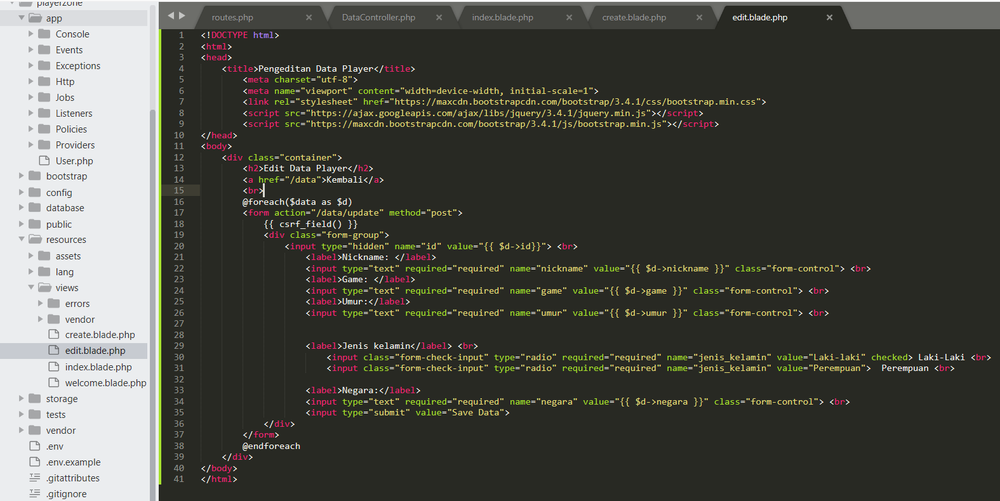 playerzone
app
Console
Events
Exceptions
Http
Jobs
Listeners
Policies
Providers
User.php
bootstrap
config
database
public
resources
assets
lang
views
errors
vendor
create.blade.php
edit.blade.php
index.blade.php
welcome.blade.php
storage
tests
vendor
.env
.env.example
.gitattributes
.gitignore
routes.php × DataController.php × index.blade.php × create.blade.php × edit.blade.php ×
1 <!DOCTYPE html>
2 <html>
3 <head>
4 <title>Pengeditan Data Player</title>
5 <meta charset="utf-8">
6 <meta name="viewport" content="width=device-width, initial-scale=1">
7 <link rel="stylesheet" href="https://maxcdn.bootstrapcdn.com/bootstrap/3.4.1/css/bootstrap.min.css">
8 <script src="https://ajax.googleapis.com/ajax/libs/jquery/3.4.1/jquery.min.js"></script>
9 <script src="https://maxcdn.bootstrapcdn.com/bootstrap/3.4.1/js/bootstrap.min.js"></script>
10 </head>
11 <body>
12 <div class="container">
13 <h2>Edit Data Player</h2>
14 <a href="/data">Kembali</a>
15 <br>
16 @foreach($data as $d)
17 <form action="/data/update" method="post">
18 {{ csrf_field() }}
19 <div class="form-group">
20 <input type="hidden" name="id" value="{{ $d->id}}"> <br>
21 <label>Nickname: </label>
22 <input type="text" required="required" name="nickname" value="{{ $d->nickname }}" class="form-control"> <br>
23 <label>Game: </label>
24 <input type="text" required="required" name="game" value="{{ $d->game }}" class="form-control"> <br>
25 <label>Umur:</label>
26 <input type="text" required="required" name="umur" value="{{ $d->umur }}" class="form-control"> <br>
27
28
29 <label>Jenis kelamin</label> <br>
30 <input class="form-check-input" type="radio" required="required" name="jenis_kelamin" value="Laki-laki" checked> Laki-Laki <br>
31 <input class="form-check-input" type="radio" required="required" name="jenis_kelamin" value="Perempuan">  Perempuan <br>
32
33 <label>Negara:</label>
34 <input type="text" required="required" name="negara" value="{{ $d->negara }}" class="form-control"> <br>
35 <input type="submit" value="Save Data">
36 </div>
37 </form>
38 @endforeach
39 </div>
40 </body>
41 </html>